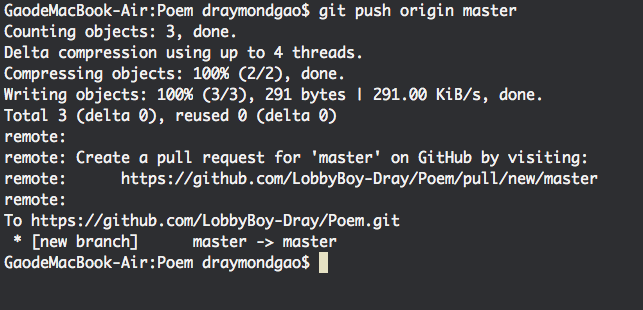 GaodeMacBook-Air:Poem draymondgao$ git push origin master
Counting objects: 3, done.
Delta compression using up to 4 threads.
Compressing objects: 100% (2/2), done.
Writing objects: 100% (3/3), 291 bytes | 291.00 KiB/s, done.
Total 3 (delta 0), reused 0 (delta 0)
remote:
remote: Create a pull request for 'master' on GitHub by visiting:
remote:      https://github.com/LobbyBoy-Dray/Poem/pull/new/master
remote:
To https://github.com/LobbyBoy-Dray/Poem.git
 * [new branch]      master -> master
GaodeMacBook-Air:Poem draymondgao$